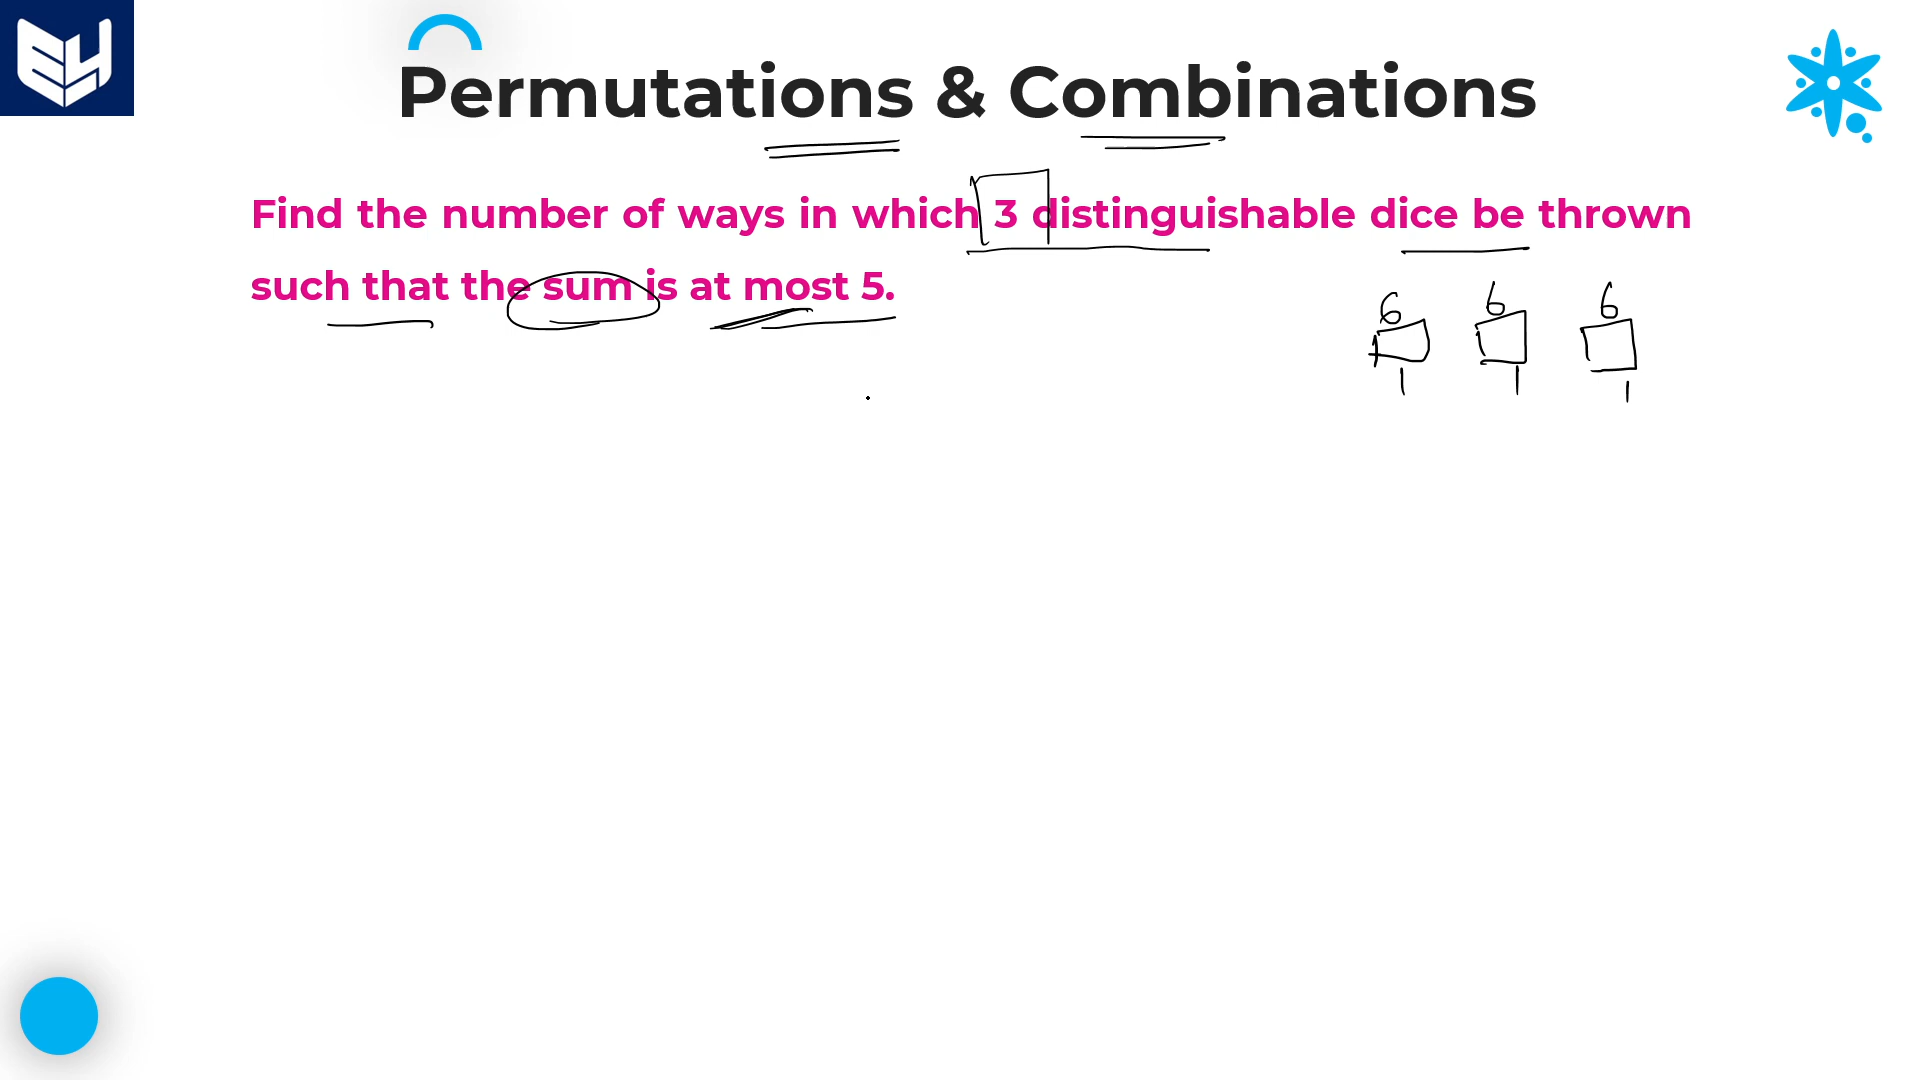 Permutations & Combinations
Find the number of ways in which 3 distinguishable dice be thrown
such that the sum is at most 5.
6 6 6
1 1 1